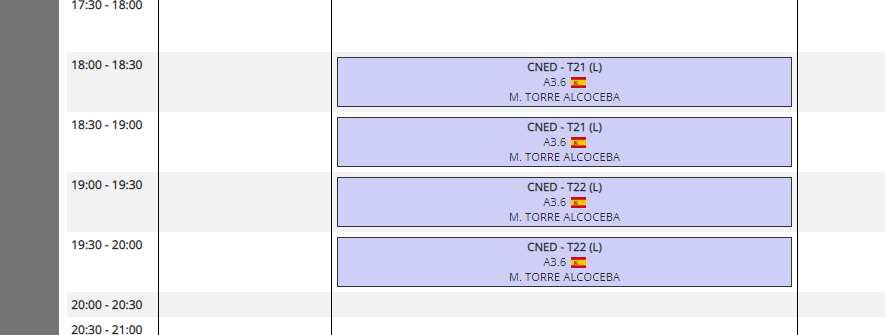 17:30 - 18:00
18:00 - 18:30
CNED - T21 (L)
A3.6
M. TORRE ALCOCEBA
18:30 - 19:00
CNED - T21 (L)
A3.6
M. TORRE ALCOCEBA
19:00 - 19:30
CNED - T22 (L)
A3.6
M. TORRE ALCOCEBA
19:30 - 20:00
CNED - T22 (L)
A3.6
M. TORRE ALCOCEBA
20:00 - 20:30
20:30 - 21:00